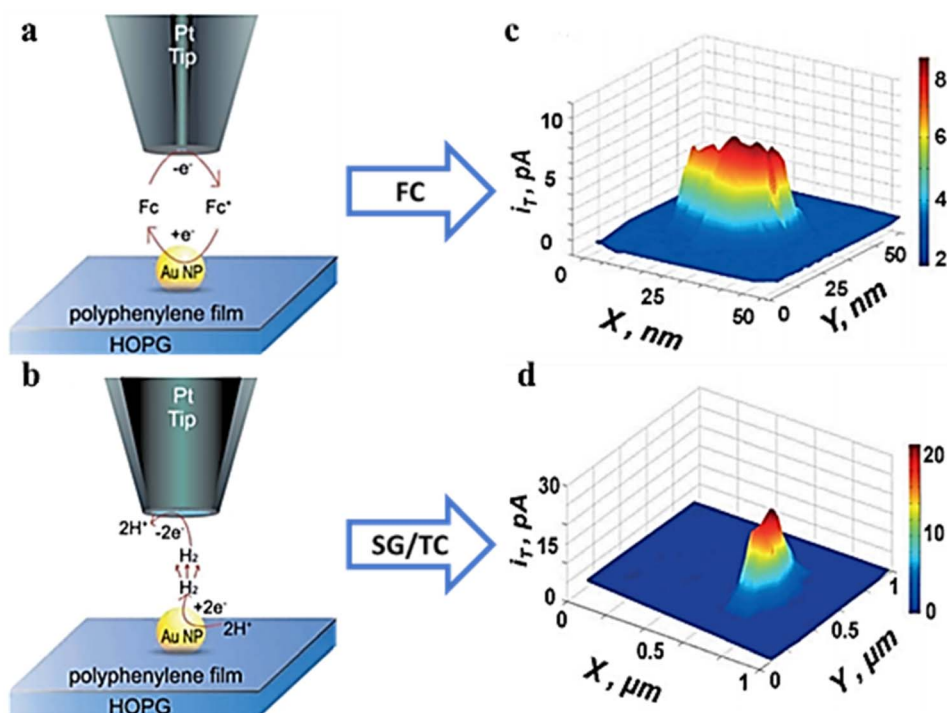 a
Pt
Tip
-e-
Fc
Fc+
+e-
Au NP
polyphenylene film
HOPG
FC
c
10
5
0
iT, pA
0
25
50
X, nm
0
25
50
Y, nm
8
6
4
2
b
Pt
Tip
2H+
-2e-
H2
H2
+2e-
Au NP
2H+
polyphenylene film
HOPG
SG/TC
d
30
15
0
iT, pA
0
0.5
1
X, µm
0
0.5
1
Y, µm
20
10
0